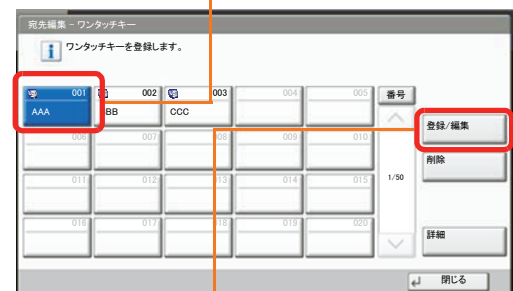 宛先編集 - ワンタッチキー
ワンタッチキーを登録します。
001 002 003 004 005 番号
AAA BB CCC
登録/編集
006 007 008 009 010
削除
011 012 013 014 015 1/50
016 017 018 019 020
詳細
閉じる